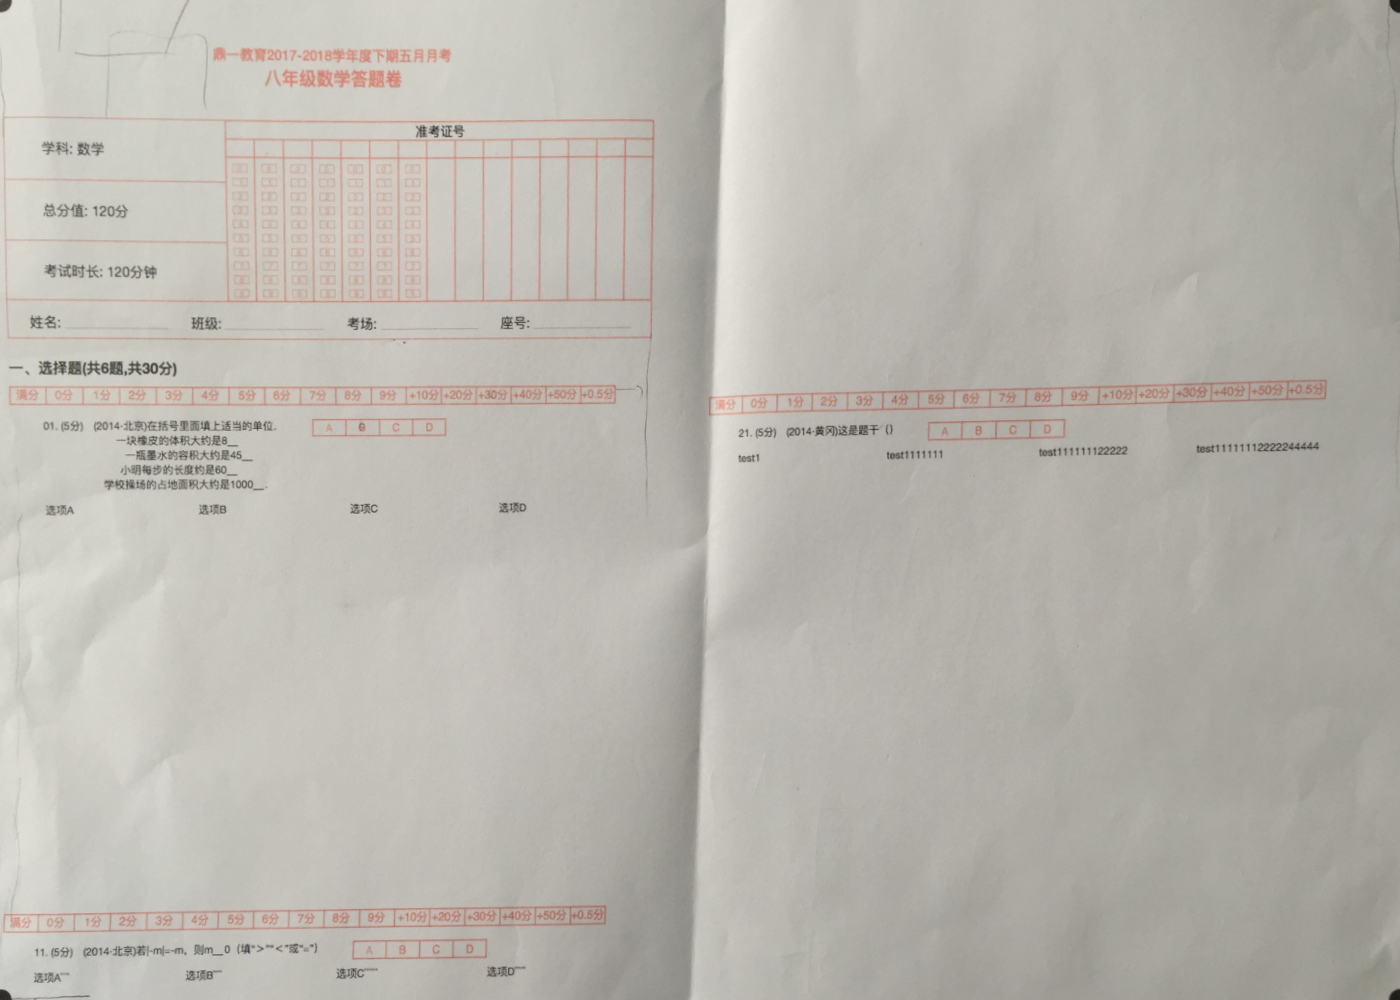 鼎一教育2017-2018学年度下期五月月考
八年级数学答题卷
准考证号
学科: 数学
总分值: 120分
考试时长: 120分钟
姓名:
班级:
考场:
座号:
一、选择题(共6题,共30分)
满分 0分 1分 2分 3分 4分 5分 6分 7分 8分 9分 +10分 +20分 +30分 +40分 +50分 +0.5分
01. (5分) (2014·北京)在括号里面填上适当的单位.
A B C D
一块橡皮的体积大约是8__
一瓶墨水的容积大约是45__
小明每步的长度约是60__
学校操场的占地面积大约是1000__.
选项A 选项B 选项C 选项D
满分 0分 1分 2分 3分 4分 5分 6分 7分 8分 9分 +10分 +20分 +30分 +40分 +50分 +0.5分
11. (5分) (2014·北京)若|-m|=-m，则m__0（填“>”“<”或“=”）
A B C D
选项A 选项B 选项C 选项D
满分 0分 1分 2分 3分 4分 5分 6分 7分 8分 9分 +10分 +20分 +30分 +40分 +50分 +0.5分
21. (5分) (2014·黄冈)这是题干（）
A B C D
test1 test1111111 test111111122222 test11111112222244444